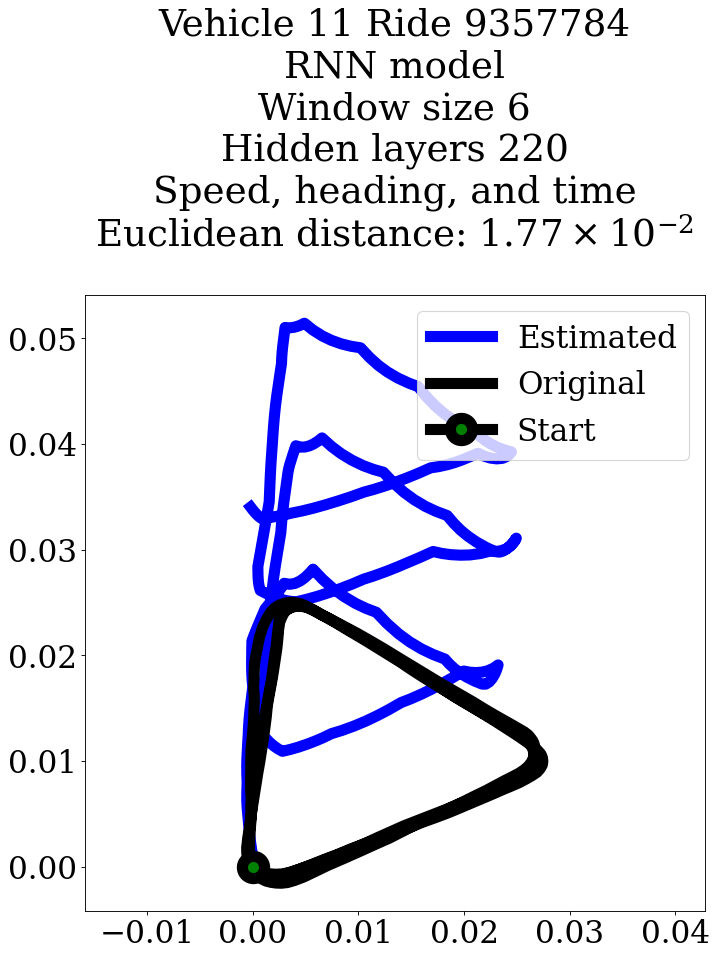 Vehicle 11 Ride 9357784
RNN model
Window size 6
Hidden layers 220
Speed, heading, and time
Euclidean distance: 1.77 × 10⁻²
Estimated
Original
Start
0.05
0.04
0.03
0.02
0.01
0.00
−0.01 0.00 0.01 0.02 0.03 0.04